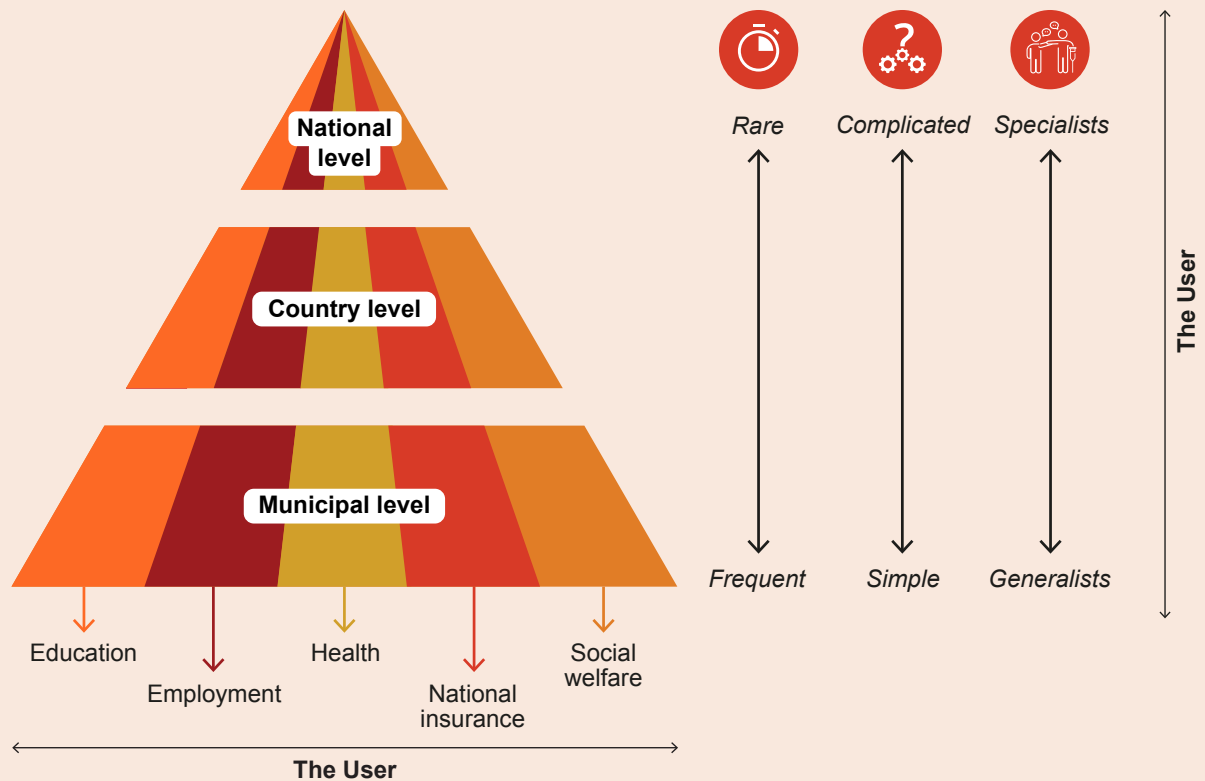 National
level
Country level
Municipal level
Education
Employment
Health
National
insurance
Social
welfare
The User
?
Rare
Complicated
Specialists
Frequent
Simple
Generalists
The User